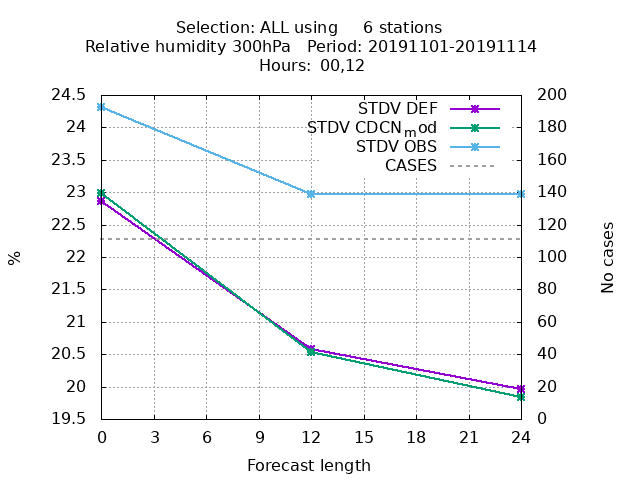 Selection: ALL using     6 stations
Relative humidity 300hPa   Period: 20191101-20191114
Hours: 00,12
24.5
24
23.5
23
22.5
22
21.5
21
20.5
20
19.5
%
STDV DEF
STDV CDCNmod
STDV OBS
CASES
200
180
160
140
120
100
80
60
40
20
0
No cases
0 3 6 9 12 15 18 21 24
Forecast length